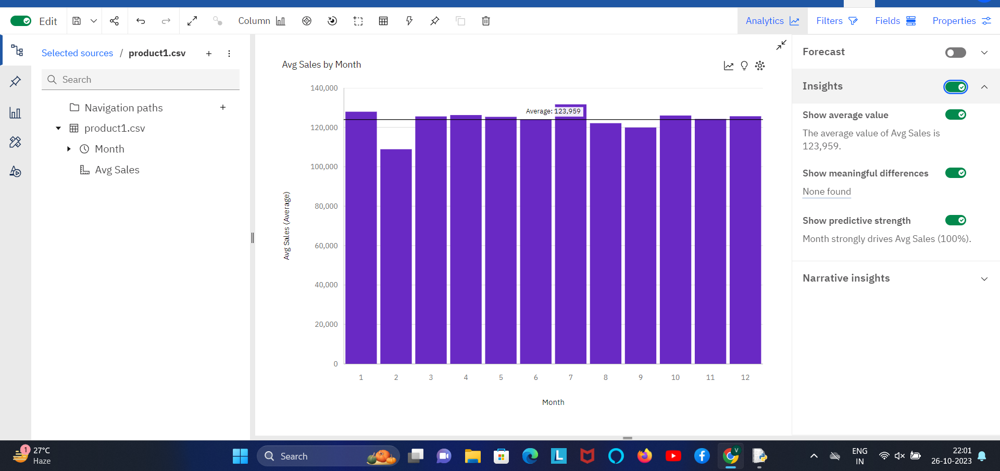 Edit
Column
Analytics
Filters
Fields
Properties
Selected sources / product1.csv
Search
Navigation paths
product1.csv
Month
Avg Sales
Avg Sales by Month
140,000
120,000
100,000
80,000
60,000
40,000
20,000
0
Avg Sales (Average)
Average: 123,959
1 2 3 4 5 6 7 8 9 10 11 12
Month
Forecast
Insights
Show average value
The average value of Avg Sales is
123,959.
Show meaningful differences
None found
Show predictive strength
Month strongly drives Avg Sales (100%).
Narrative insights
1
27°C
Haze
Search
L
V
ENG
IN
22:01
26-10-2023